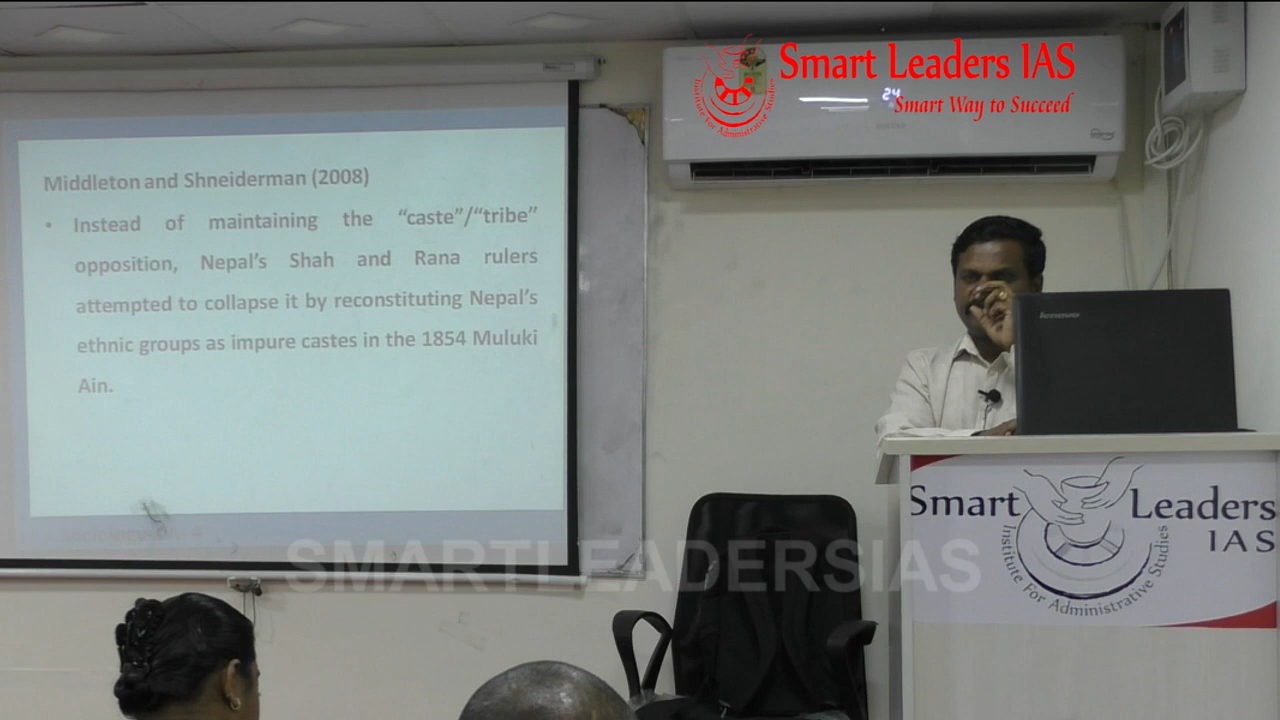 Smart Leaders IAS
Smart Way to Succeed
Institute For Administrative Studies
24
Middleton and Shneiderman (2008)
• Instead of maintaining the “caste”/“tribe”
opposition, Nepal’s Shah and Rana rulers
attempted to collapse it by reconstituting Nepal’s
ethnic groups as impure castes in the 1854 Muluki
Ain.
lenovo
Smart Leaders
IAS
Institute For Administrative Studies
SMARTLEADERSIAS